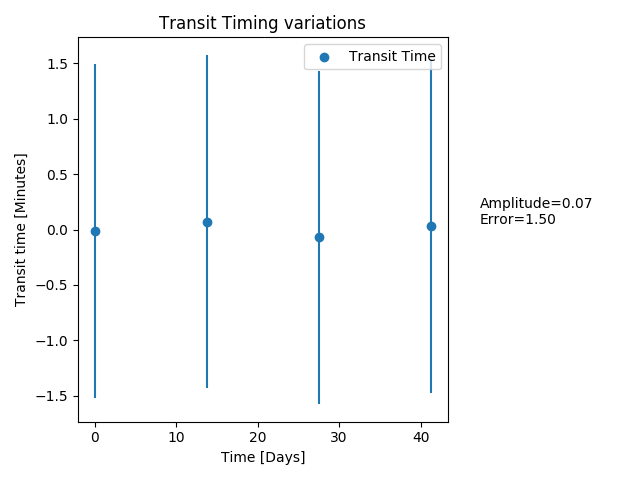 Transit Timing variations
Transit Time
Transit time [Minutes]
1.5
1.0
0.5
0.0
−0.5
−1.0
−1.5
0
10
20
30
40
Time [Days]
Amplitude=0.07
Error=1.50